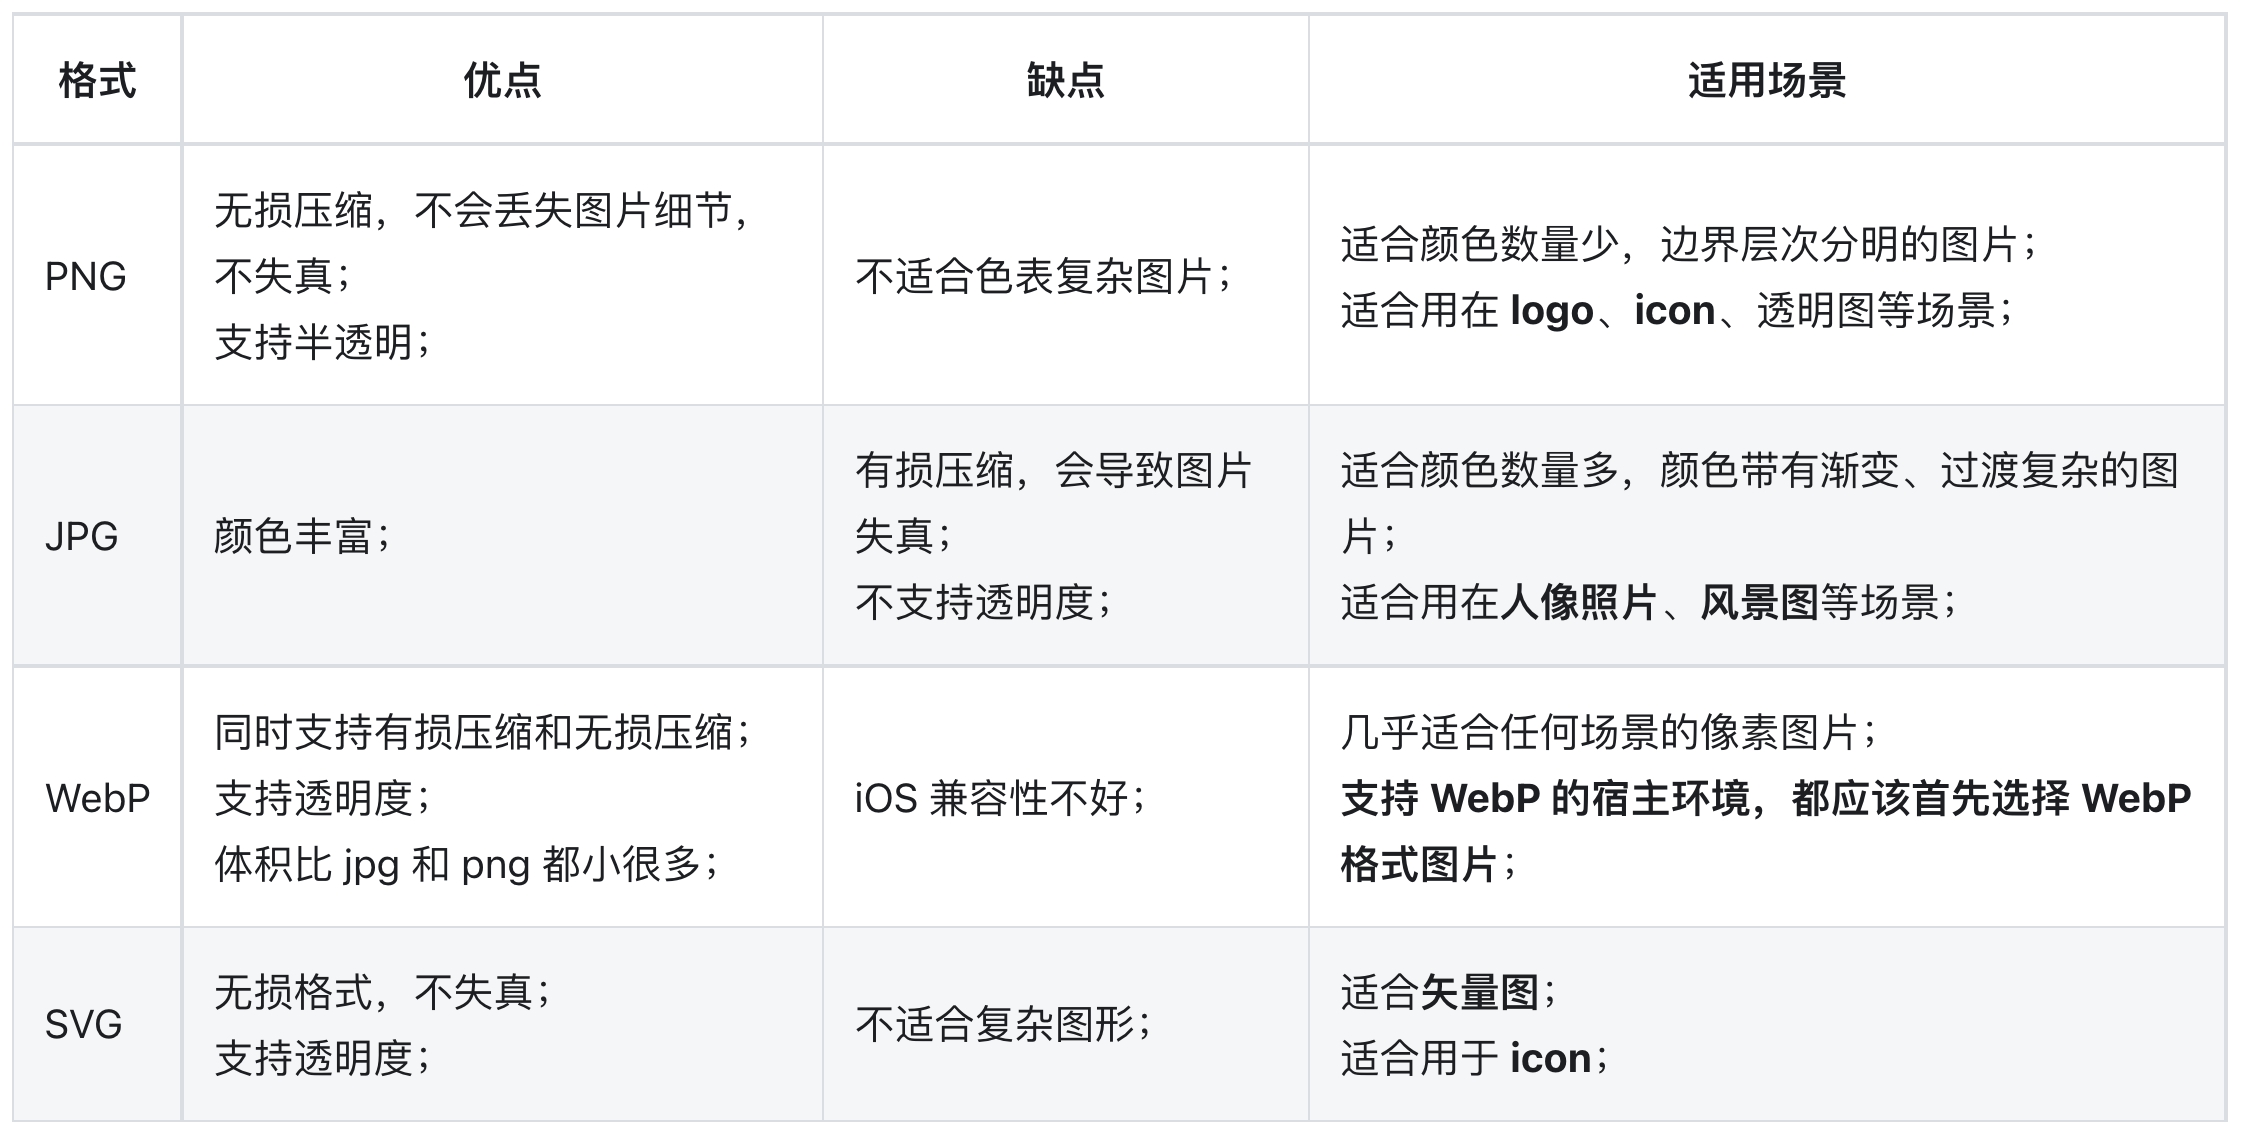 格式
优点
缺点
适用场景
PNG
无损压缩，不会丢失图片细节，
不失真；
支持半透明；
不适合色表复杂图片；
适合颜色数量少，边界层次分明的图片；
适合用在 logo、icon、透明图等场景；
JPG
颜色丰富；
有损压缩，会导致图片
失真；
不支持透明度；
适合颜色数量多，颜色带有渐变、过渡复杂的图
片；
适合用在人像照片、风景图等场景；
WebP
同时支持有损压缩和无损压缩；
支持透明度；
体积比 jpg 和 png 都小很多；
iOS 兼容性不好；
几乎适合任何场景的像素图片；
支持 WebP 的宿主环境，都应该首先选择 WebP
格式图片；
SVG
无损格式，不失真；
支持透明度；
不适合复杂图形；
适合矢量图；
适合用于 icon；